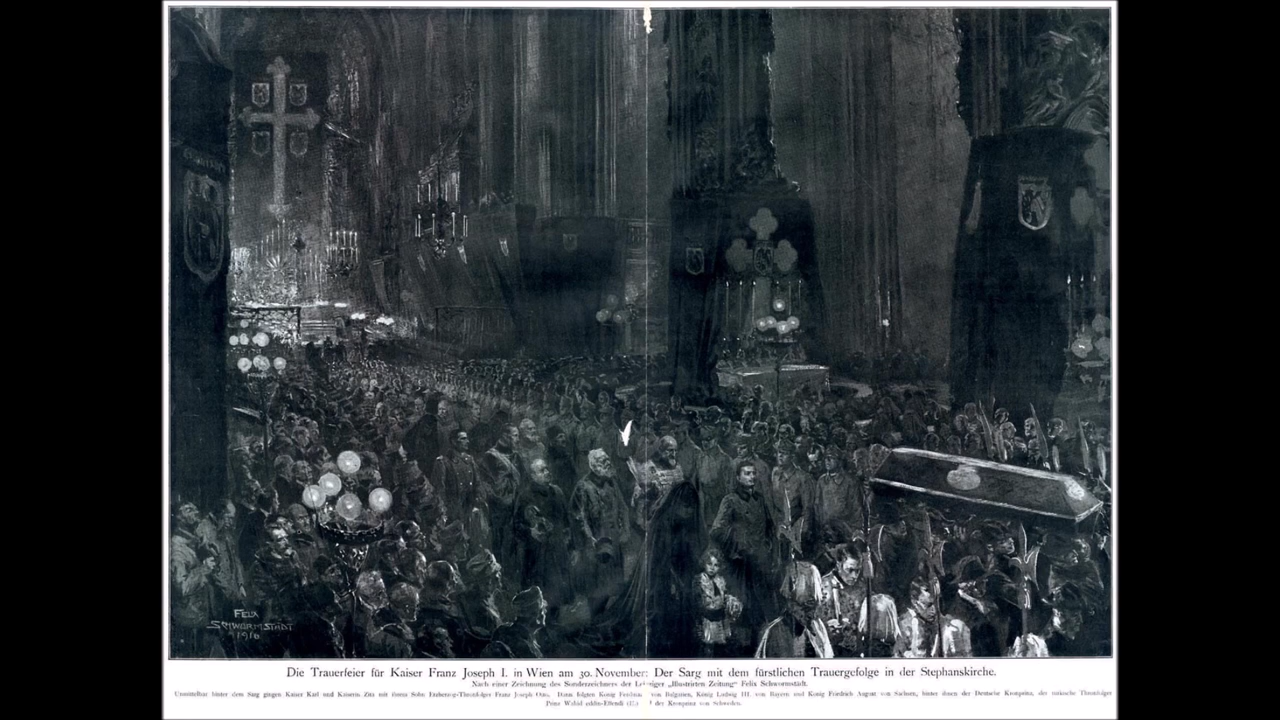 FELIX
SCHWORMSTÄDT
1916
Die Trauerfeier für Kaiser Franz Joseph I. in Wien am 30. November: Der Sarg mit dem fürstlichen Trauergefolge in der Stephanskirche.
Nach einer Zeichnung des Sonderzeichners der Leipziger „Illustrirten Zeitung“ Felix Schwormstädt.
Unmittelbar hinter dem Sarg gingen Kaiser Karl und Kaiserin Zita mit ihrem Sohn Erzherzog-Thronfolger Franz Joseph Otto. Dann folgten König Ferdinand von Bulgarien, König Ludwig III. von Bayern und König Friedrich August von Sachsen, hinter ihnen der Deutsche Kronprinz, der türkische Thronfolger
Prinz Wahid eddin-Effendi der Kronprinz von Schweden.